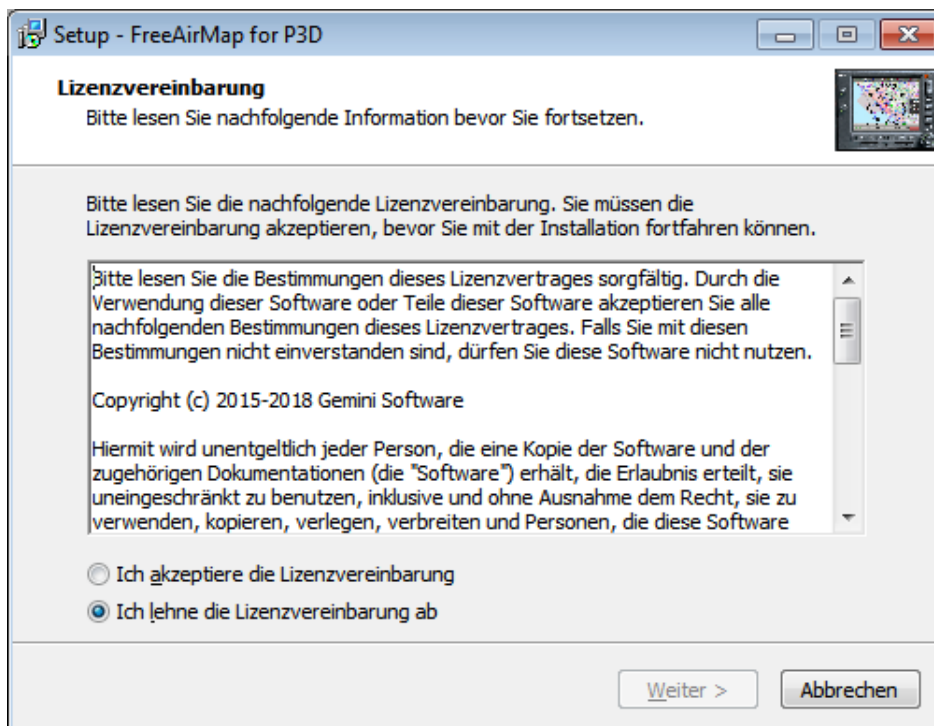 Setup - FreeAirMap for P3D
Lizenzvereinbarung
Bitte lesen Sie nachfolgende Information bevor Sie fortsetzen.
Bitte lesen Sie die nachfolgende Lizenzvereinbarung. Sie müssen die
Lizenzvereinbarung akzeptieren, bevor Sie mit der Installation fortfahren können.
Bitte lesen Sie die Bestimmungen dieses Lizenzvertrages sorgfältig. Durch die
Verwendung dieser Software oder Teile dieser Software akzeptieren Sie alle
nachfolgenden Bestimmungen dieses Lizenzvertrages. Falls Sie mit diesen
Bestimmungen nicht einverstanden sind, dürfen Sie diese Software nicht nutzen.
Copyright (c) 2015-2018 Gemini Software
Hiermit wird unentgeltlich jeder Person, die eine Kopie der Software und der
zugehörigen Dokumentationen (die "Software") erhält, die Erlaubnis erteilt, sie
uneingeschränkt zu benutzen, inklusive und ohne Ausnahme dem Recht, sie zu
verwenden, kopieren, verlegen, verbreiten und Personen, die diese Software
Ich akzeptiere die Lizenzvereinbarung
Ich lehne die Lizenzvereinbarung ab
Weiter >
Abbrechen